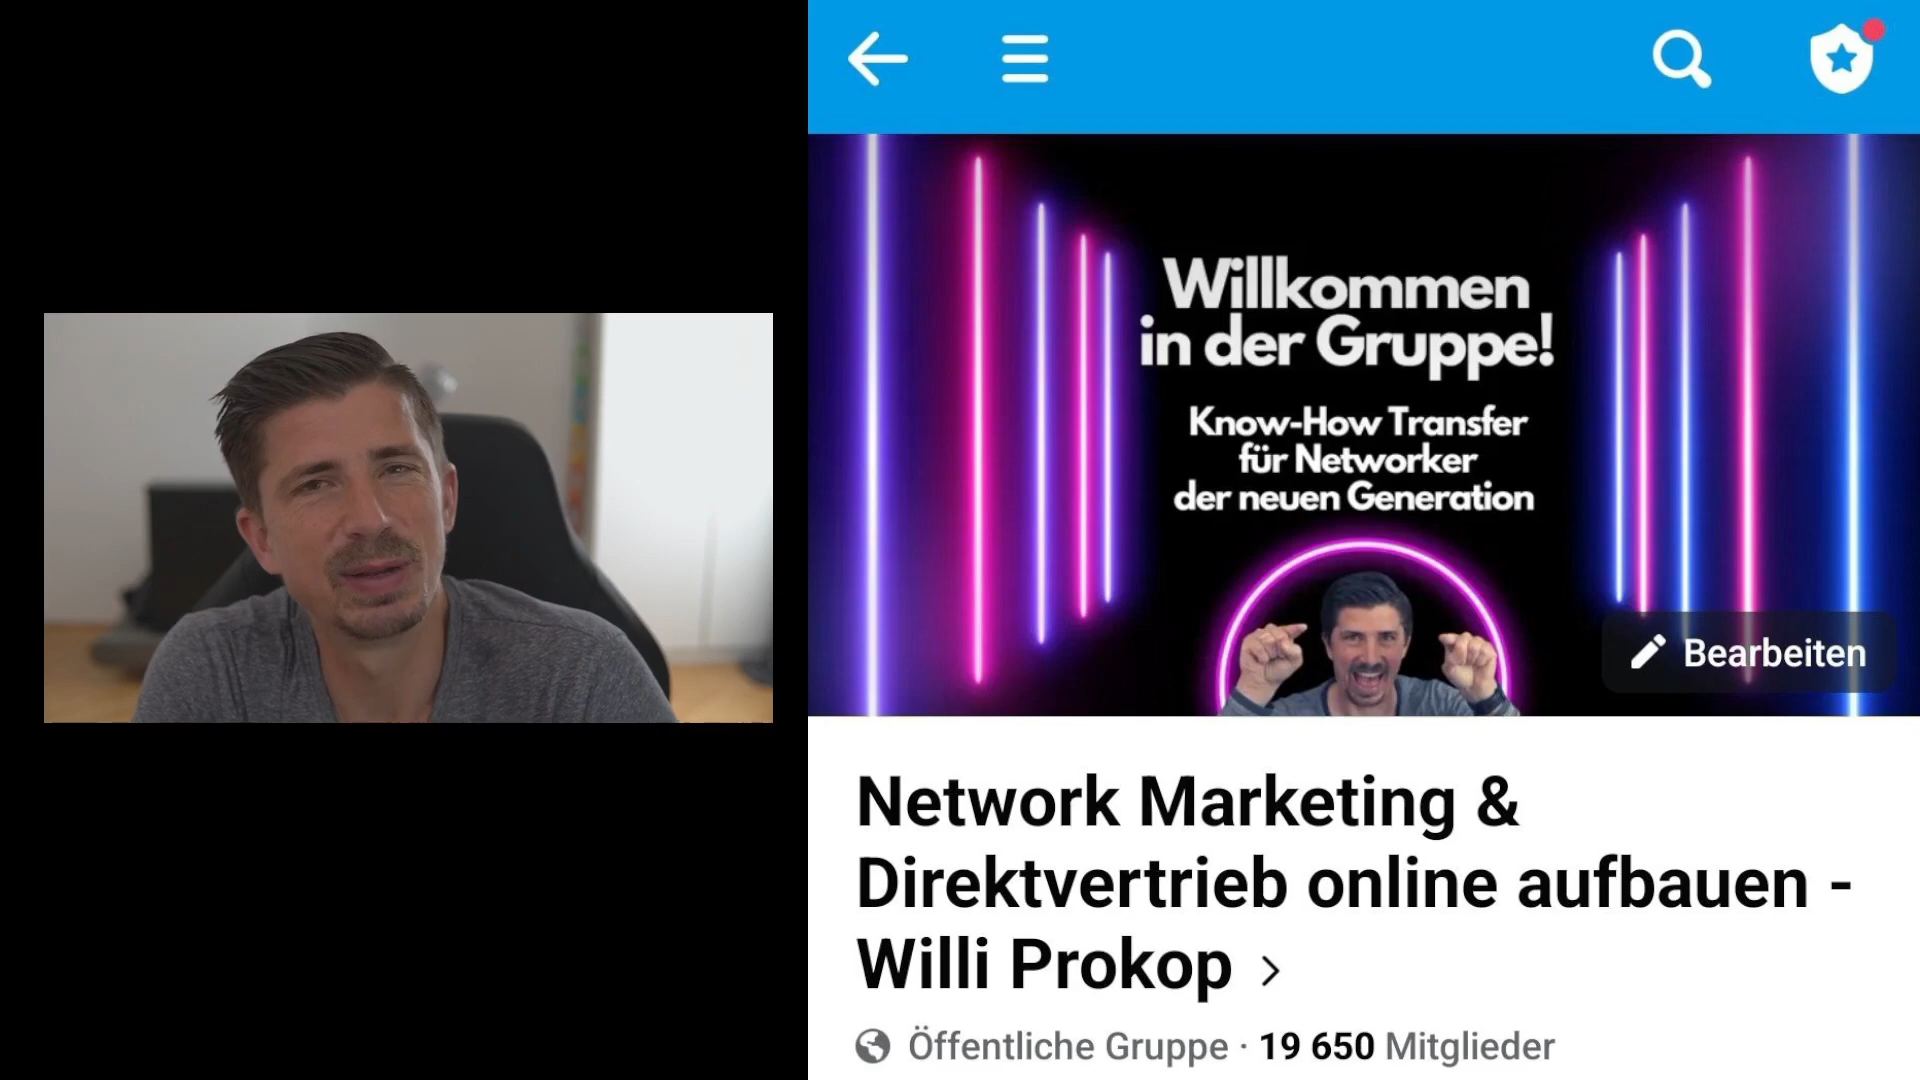 Willkommen
in der Gruppe!
Know-How Transfer
für Networker
der neuen Generation
Bearbeiten
Network Marketing &
Direktvertrieb online aufbauen -
Willi Prokop >
Öffentliche Gruppe · 19 650 Mitglieder